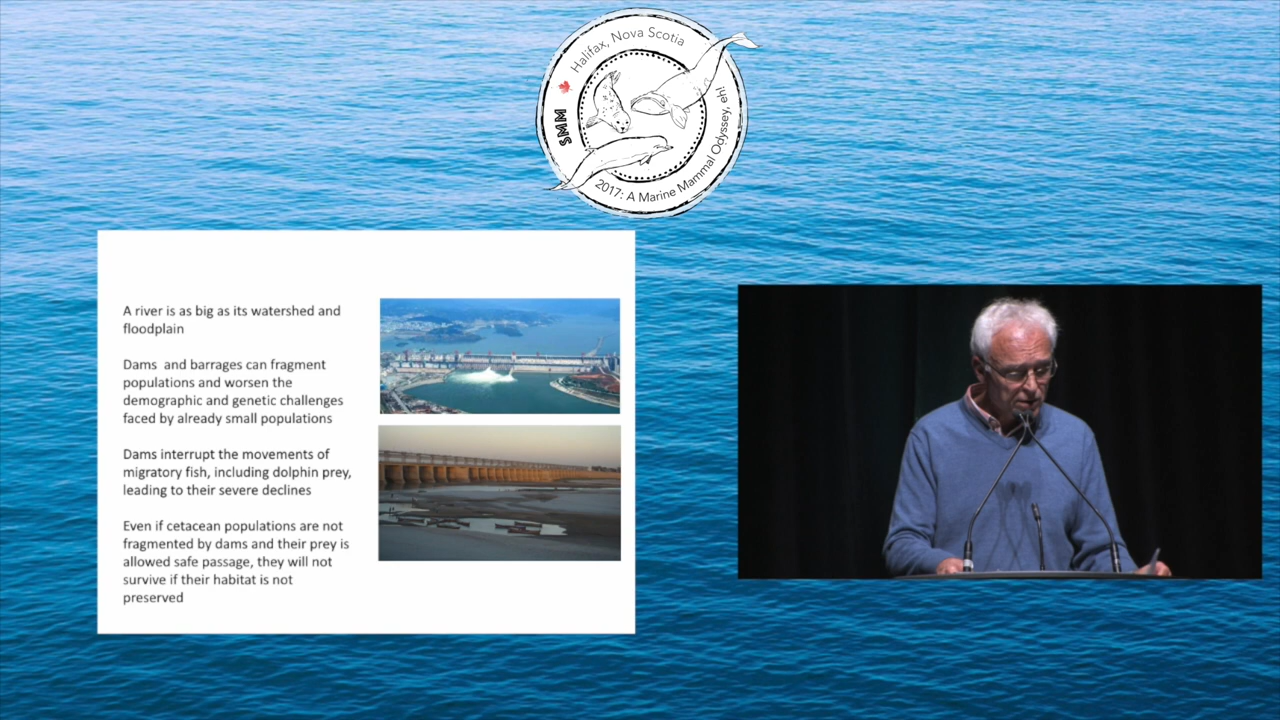 Halifax, Nova Scotia
SMM
2017: A Marine Mammal Odyssey, eh!
A river is as big as its watershed and
floodplain
Dams and barrages can fragment
populations and worsen the
demographic and genetic challenges
faced by already small populations
Dams interrupt the movements of
migratory fish, including dolphin prey,
leading to their severe declines
Even if cetacean populations are not
fragmented by dams and their prey is
allowed safe passage, they will not
survive if their habitat is not
preserved